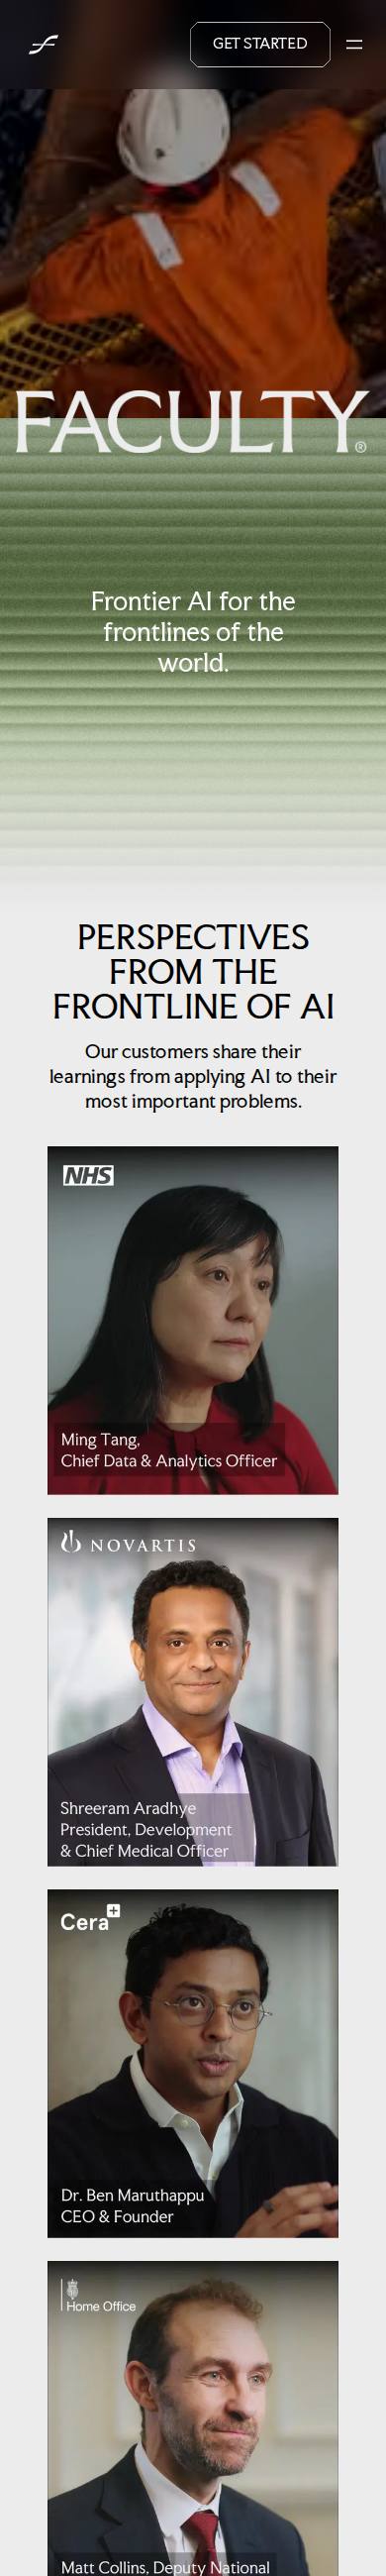 GET STARTED
FACULTY®
Frontier AI for the
frontlines of the
world.
PERSPECTIVES
FROM THE
FRONTLINE OF AI
Our customers share their
learnings from applying AI to their
most important problems.
NHS
Ming Tang,
Chief Data & Analytics Officer
NOVARTIS
Shreeram Aradhye
President, Development
& Chief Medical Officer
Cera
Dr. Ben Maruthappu
CEO & Founder
Home Office
Matt Collins, Deputy National